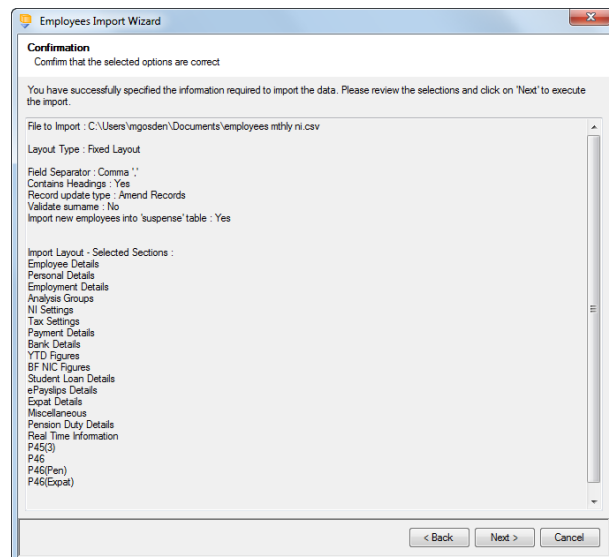 Employees Import Wizard
Confirmation
Comfirm that the selected options are correct
You have successfully specified the information required to import the data. Please review the selections and click on 'Next' to execute
the import.
File to Import : C:\Users\mgosden\Documents\employees mthly ni.csv
Layout Type : Fixed Layout
Field Separator : Comma ','
Contains Headings : Yes
Record update type : Amend Records
Validate surname : No
Import new employees into 'suspense' table : Yes
Import Layout - Selected Sections :
Employee Details
Personal Details
Employment Details
Analysis Groups
NI Settings
Tax Settings
Payment Details
Bank Details
YTD Figures
BF NIC Figures
Student Loan Details
ePayslips Details
Expat Details
Miscellaneous
Pension Duty Details
Real Time Information
P45(3)
P46
P46(Pen)
P46(Expat)
< Back
Next >
Cancel